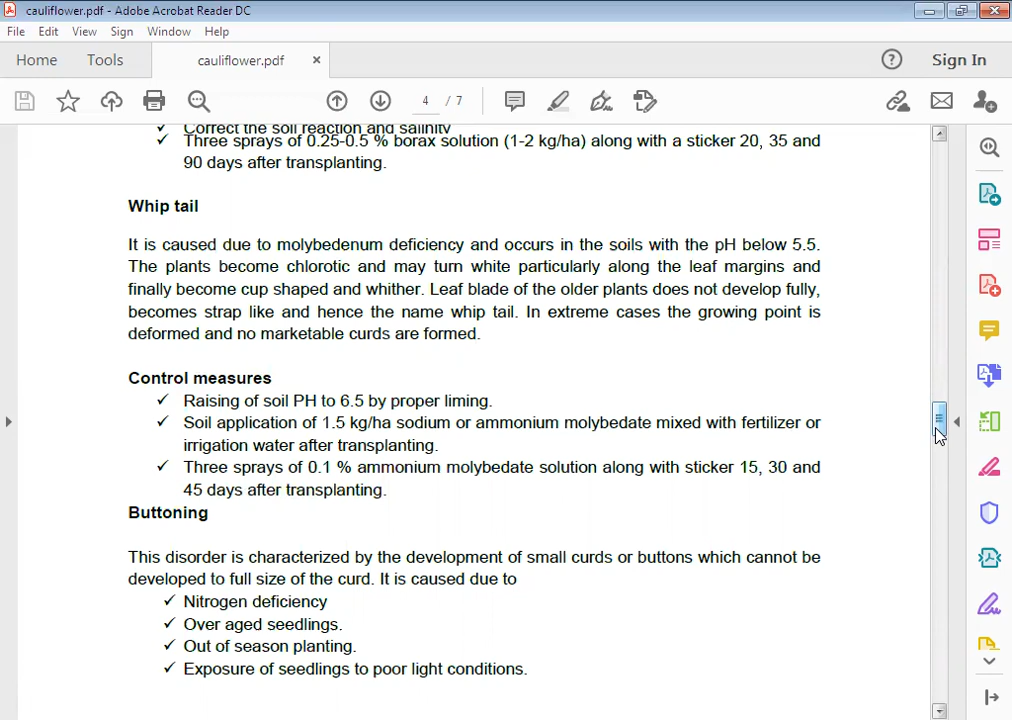 cauliflower.pdf - Adobe Acrobat Reader DC
File Edit View Sign Window Help
Home Tools cauliflower.pdf × Sign In
4 / 7
✓ Correct the soil reaction and salinity
✓ Three sprays of 0.25-0.5 % borax solution (1-2 kg/ha) along with a sticker 20, 35 and
90 days after transplanting.
Whip tail
It is caused due to molybedenum deficiency and occurs in the soils with the pH below 5.5.
The plants become chlorotic and may turn white particularly along the leaf margins and
finally become cup shaped and whither. Leaf blade of the older plants does not develop fully,
becomes strap like and hence the name whip tail. In extreme cases the growing point is
deformed and no marketable curds are formed.
Control measures
✓ Raising of soil PH to 6.5 by proper liming.
✓ Soil application of 1.5 kg/ha sodium or ammonium molybedate mixed with fertilizer or
irrigation water after transplanting.
✓ Three sprays of 0.1 % ammonium molybedate solution along with sticker 15, 30 and
45 days after transplanting.
Buttoning
This disorder is characterized by the development of small curds or buttons which cannot be
developed to full size of the curd. It is caused due to
✓ Nitrogen deficiency
✓ Over aged seedlings.
✓ Out of season planting.
✓ Exposure of seedlings to poor light conditions.